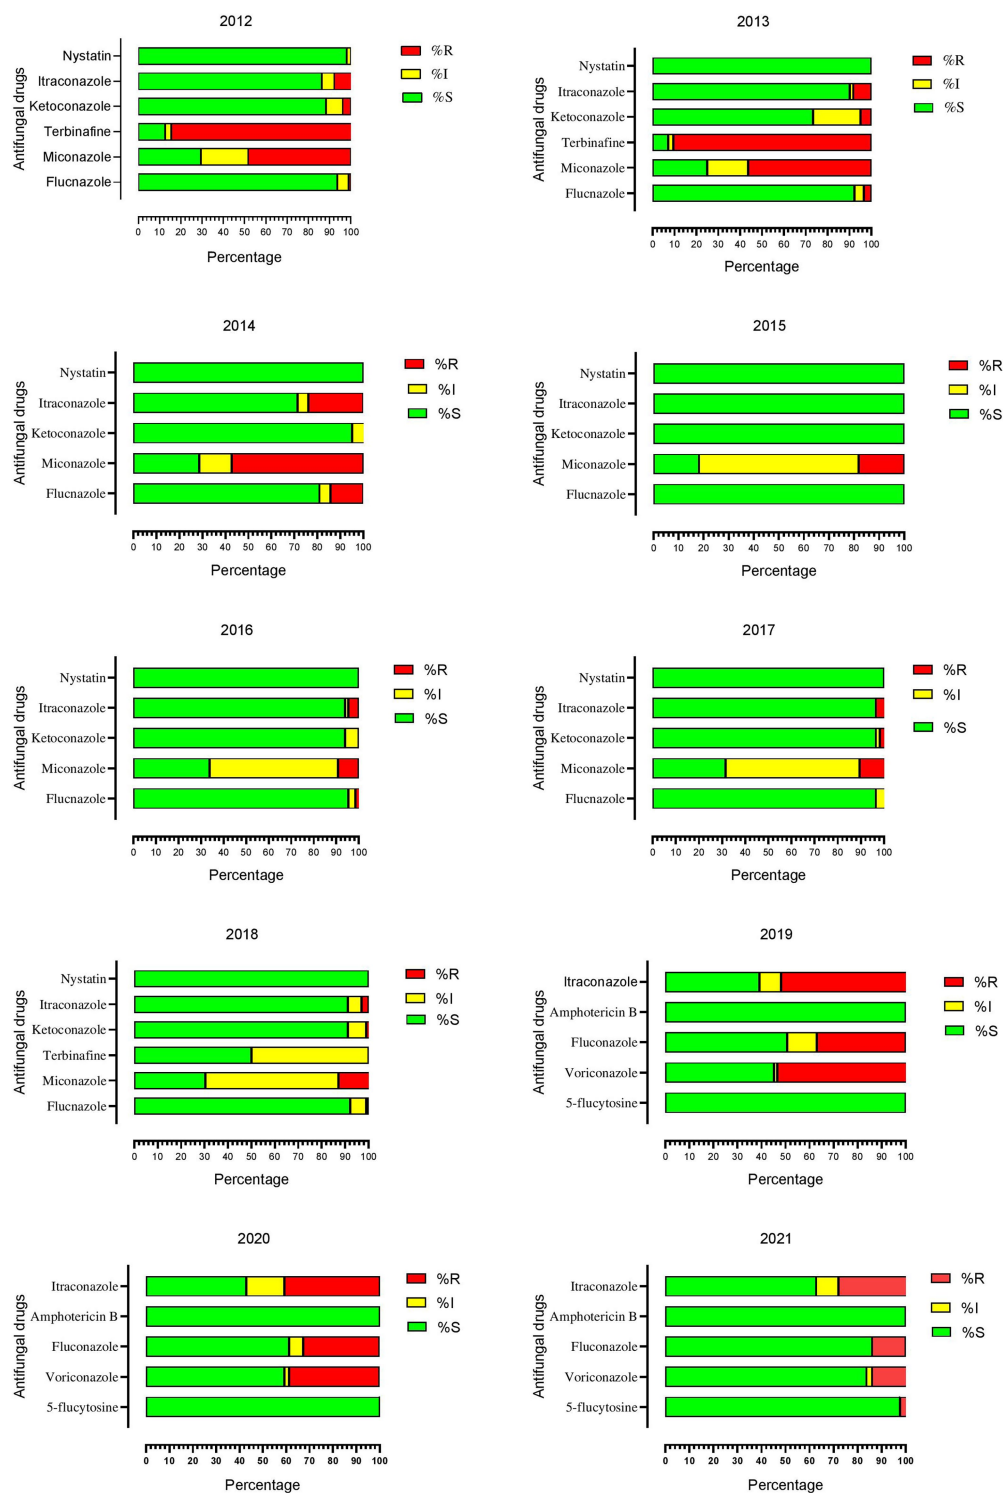 2012
Antifungal drugs
Nystatin
Itraconazole
Ketoconazole
Terbinafine
Miconazole
Flucnazole
%R
%I
%S
0 10 20 30 40 50 60 70 80 90 100
Percentage
2013
Antifungal drugs
Nystatin
Itraconazole
Ketoconazole
Terbinafine
Miconazole
Flucnazole
%R
%I
%S
0 10 20 30 40 50 60 70 80 90 100
Percentage
2014
Antifungal drugs
Nystatin
Itraconazole
Ketoconazole
Miconazole
Flucnazole
%R
%I
%S
0 10 20 30 40 50 60 70 80 90 100
Percentage
2015
Antifungal drugs
Nystatin
Itraconazole
Ketoconazole
Miconazole
Flucnazole
%R
%I
%S
0 10 20 30 40 50 60 70 80 90 100
Percentage
2016
Antifungal drugs
Nystatin
Itraconazole
Ketoconazole
Miconazole
Flucnazole
%R
%I
%S
0 10 20 30 40 50 60 70 80 90 100
Percentage
2017
Antifungal drugs
Nystatin
Itraconazole
Ketoconazole
Miconazole
Flucnazole
%R
%I
%S
0 10 20 30 40 50 60 70 80 90 100
Percentage
2018
Antifungal drugs
Nystatin
Itraconazole
Ketoconazole
Terbinafine
Miconazole
Flucnazole
%R
%I
%S
0 10 20 30 40 50 60 70 80 90 100
Percentage
2019
Antifungal drugs
Itraconazole
Amphotericin B
Fluconazole
Voriconazole
5-flucytosine
%R
%I
%S
0 10 20 30 40 50 60 70 80 90 100
Percentage
2020
Antifungal drugs
Itraconazole
Amphotericin B
Fluconazole
Voriconazole
5-flucytosine
%R
%I
%S
0 10 20 30 40 50 60 70 80 90 100
Percentage
2021
Antifungal drugs
Itraconazole
Amphotericin B
Fluconazole
Voriconazole
5-flucytosine
%R
%I
%S
0 10 20 30 40 50 60 70 80 90 100
Percentage